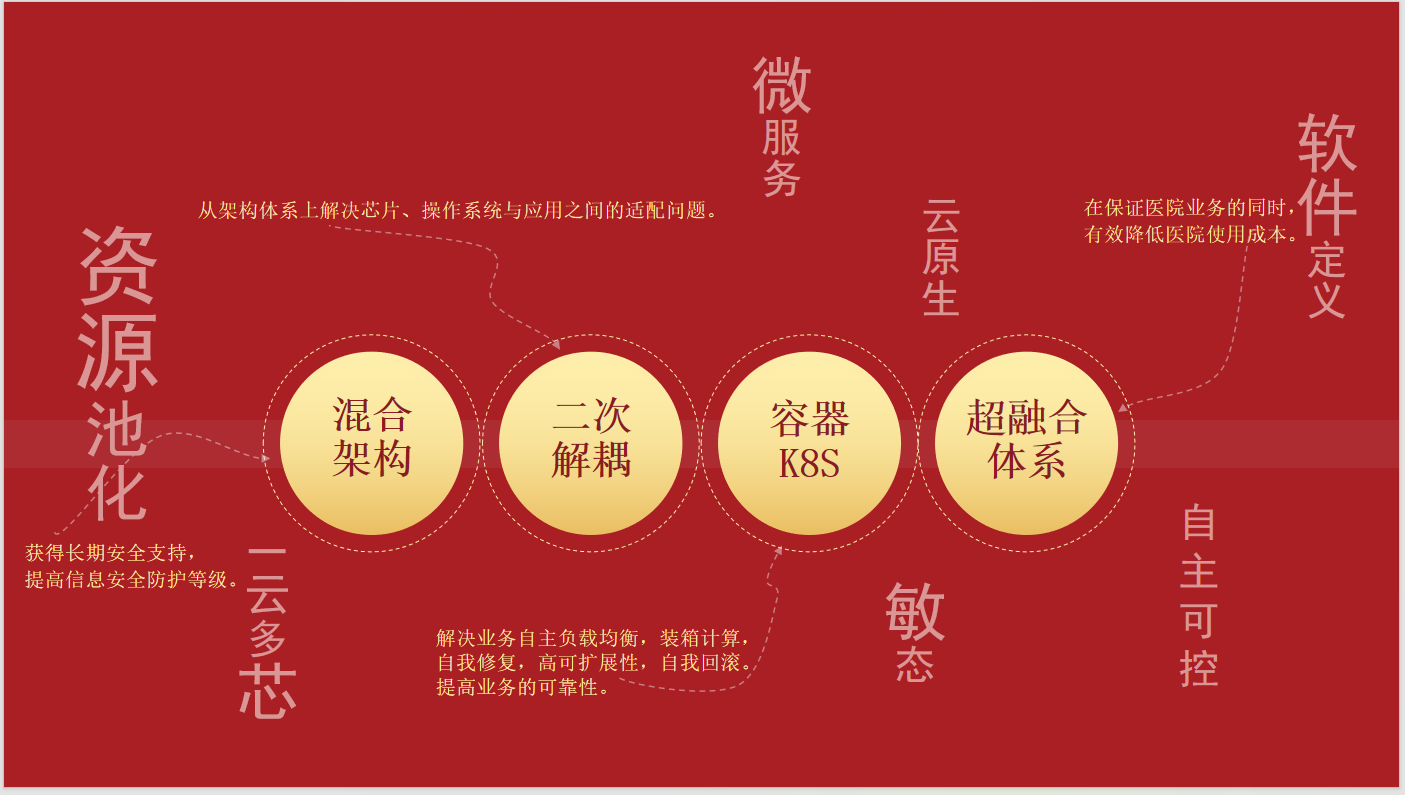 微服务
软件定义
从架构体系上解决芯片、操作系统与应用之间的适配问题。
云原生
在保证医院业务的同时，
有效降低医院使用成本。
资源池化
混合
架构
二次
解耦
容器
K8S
超融合
体系
获得长期安全支持，
提高信息安全防护等级。
一云多芯
自主可控
敏态
解决业务自主负载均衡，装箱计算，
自我修复，高可扩展性，自我回滚。
提高业务的可靠性。